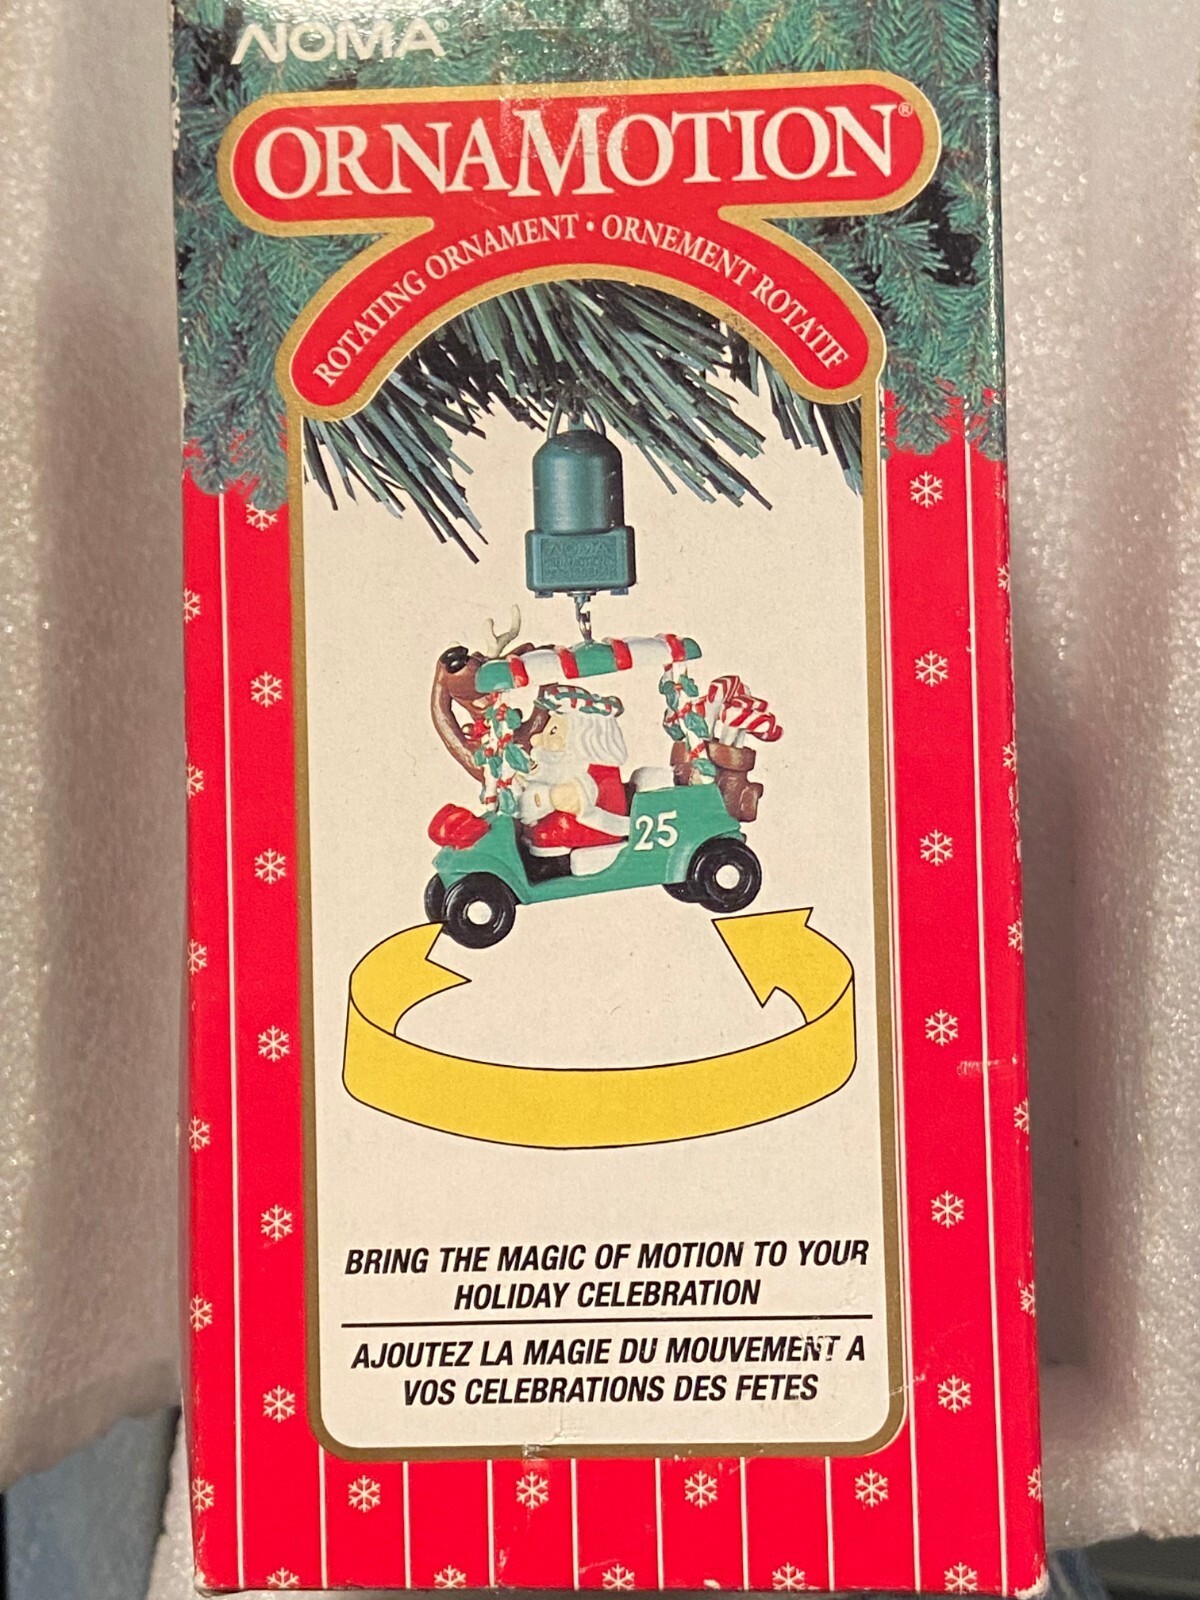 NOMA®
ORNAMOTION®
ROTATING ORNAMENT • ORNEMENT ROTATIF
NOMA
25
BRING THE MAGIC OF MOTION TO YOUR
HOLIDAY CELEBRATION
AJOUTEZ LA MAGIE DU MOUVEMENT A
VOS CELEBRATIONS DES FETES